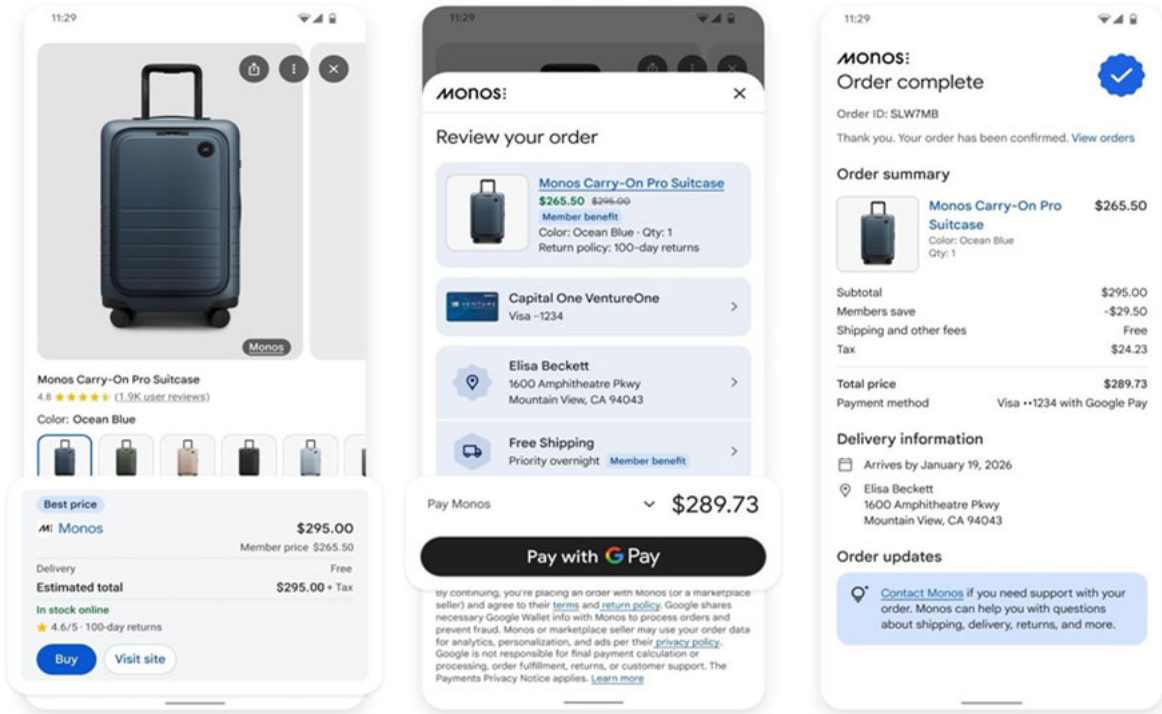 11:29
Monos
Monos Carry-On Pro Suitcase
4.8 ★★★★★ (1.9K user reviews)
Color: Ocean Blue
Best price
M: Monos $295.00
Member price $265.50
Delivery Free
Estimated total $295.00 + Tax
In stock online
★ 4.6/5 · 100-day returns
Buy Visit site
11:29
MONOS
Review your order
Monos Carry-On Pro Suitcase
$265.50 $295.00
Member benefit
Color: Ocean Blue · Qty: 1
Return policy: 100-day returns
VENTURE
Capital One VentureOne
Visa ··1234
Elisa Beckett
1600 Amphitheatre Pkwy
Mountain View, CA 94043
Free Shipping
Priority overnight Member benefit
Pay Monos $289.73
Pay with G Pay
By continuing, you're placing an order with Monos (or a marketplace
seller) and agree to their terms and return policy. Google shares
necessary Google Wallet info with Monos to process orders and
prevent fraud. Monos or marketplace seller may use your order data
for analytics, personalization, and ads per their privacy policy.
Google is not responsible for final payment calculation or
processing, order fulfillment, returns, or customer support. The
Payments Privacy Notice applies. Learn more
11:29
MONOS
Order complete
Order ID: SLW7MB
Thank you. Your order has been confirmed. View orders
Order summary
Monos Carry-On Pro $265.50
Suitcase
Color: Ocean Blue
Qty: 1
Subtotal $295.00
Members save -$29.50
Shipping and other fees Free
Tax $24.23
Total price $289.73
Payment method Visa ••1234 with Google Pay
Delivery information
Arrives by January 19, 2026
Elisa Beckett
1600 Amphitheatre Pkwy
Mountain View, CA 94043
Order updates
Contact Monos if you need support with your
order. Monos can help you with questions
about shipping, delivery, returns, and more.